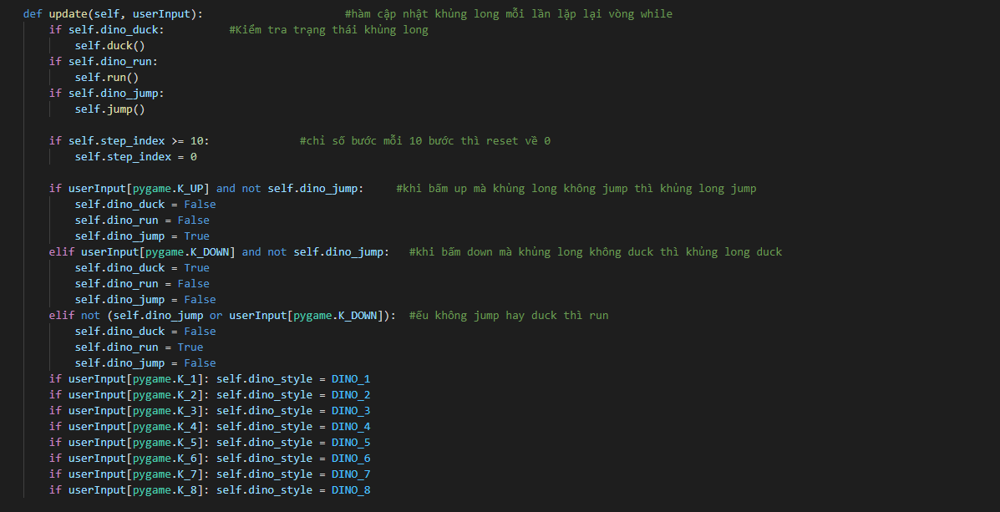 def update(self, userInput):                      #hàm cập nhật khủng long mỗi lần lặp lại vòng while
    if self.dino_duck:          #Kiểm tra trạng thái khủng long
        self.duck()
    if self.dino_run:
        self.run()
    if self.dino_jump:
        self.jump()
    if self.step_index >= 10:              #chỉ số bước mỗi 10 bước thì reset về 0
        self.step_index = 0
    if userInput[pygame.K_UP] and not self.dino_jump:     #khi bấm up mà khủng long không jump thì khủng long jump
        self.dino_duck = False
        self.dino_run = False
        self.dino_jump = True
    elif userInput[pygame.K_DOWN] and not self.dino_jump:   #khi bấm down mà khủng long không duck thì khủng long duck
        self.dino_duck = True
        self.dino_run = False
        self.dino_jump = False
    elif not (self.dino_jump or userInput[pygame.K_DOWN]):  #ếu không jump hay duck thì run
        self.dino_duck = False
        self.dino_run = True
        self.dino_jump = False
    if userInput[pygame.K_1]: self.dino_style = DINO_1
    if userInput[pygame.K_2]: self.dino_style = DINO_2
    if userInput[pygame.K_3]: self.dino_style = DINO_3
    if userInput[pygame.K_4]: self.dino_style = DINO_4
    if userInput[pygame.K_5]: self.dino_style = DINO_5
    if userInput[pygame.K_6]: self.dino_style = DINO_6
    if userInput[pygame.K_7]: self.dino_style = DINO_7
    if userInput[pygame.K_8]: self.dino_style = DINO_8